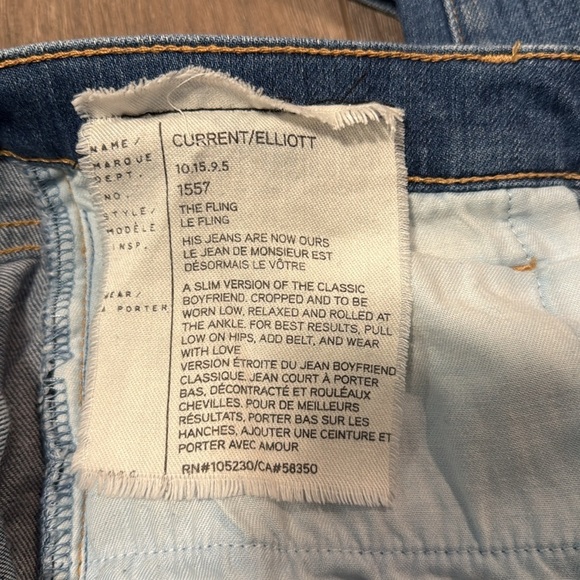 NAME/ CURRENT/ELLIOTT
MARQUE
DEPT. 10.15.9.5
NO. 1557
STYLE/ THE FLING
MODÈLE LE FLING
INSP. HIS JEANS ARE NOW OURS
LE JEAN DE MONSIEUR EST
DÉSORMAIS LE VÔTRE
WEAR/ A SLIM VERSION OF THE CLASSIC
À PORTER BOYFRIEND. CROPPED AND TO BE
WORN LOW, RELAXED AND ROLLED AT
THE ANKLE. FOR BEST RESULTS, PULL
LOW ON HIPS, ADD BELT, AND WEAR
WITH LOVE
VERSION ÉTROITE DU JEAN BOYFRIEND
CLASSIQUE. JEAN COURT À PORTER
BAS, DÉCONTRACTÉ ET ROULÉAUX
CHEVILLES. POUR DE MEILLEURS
RÉSULTATS, PORTER BAS SUR LES
HANCHES, AJOUTER UNE CEINTURE ET
PORTER AVEC AMOUR
RN#105230/CA#56350